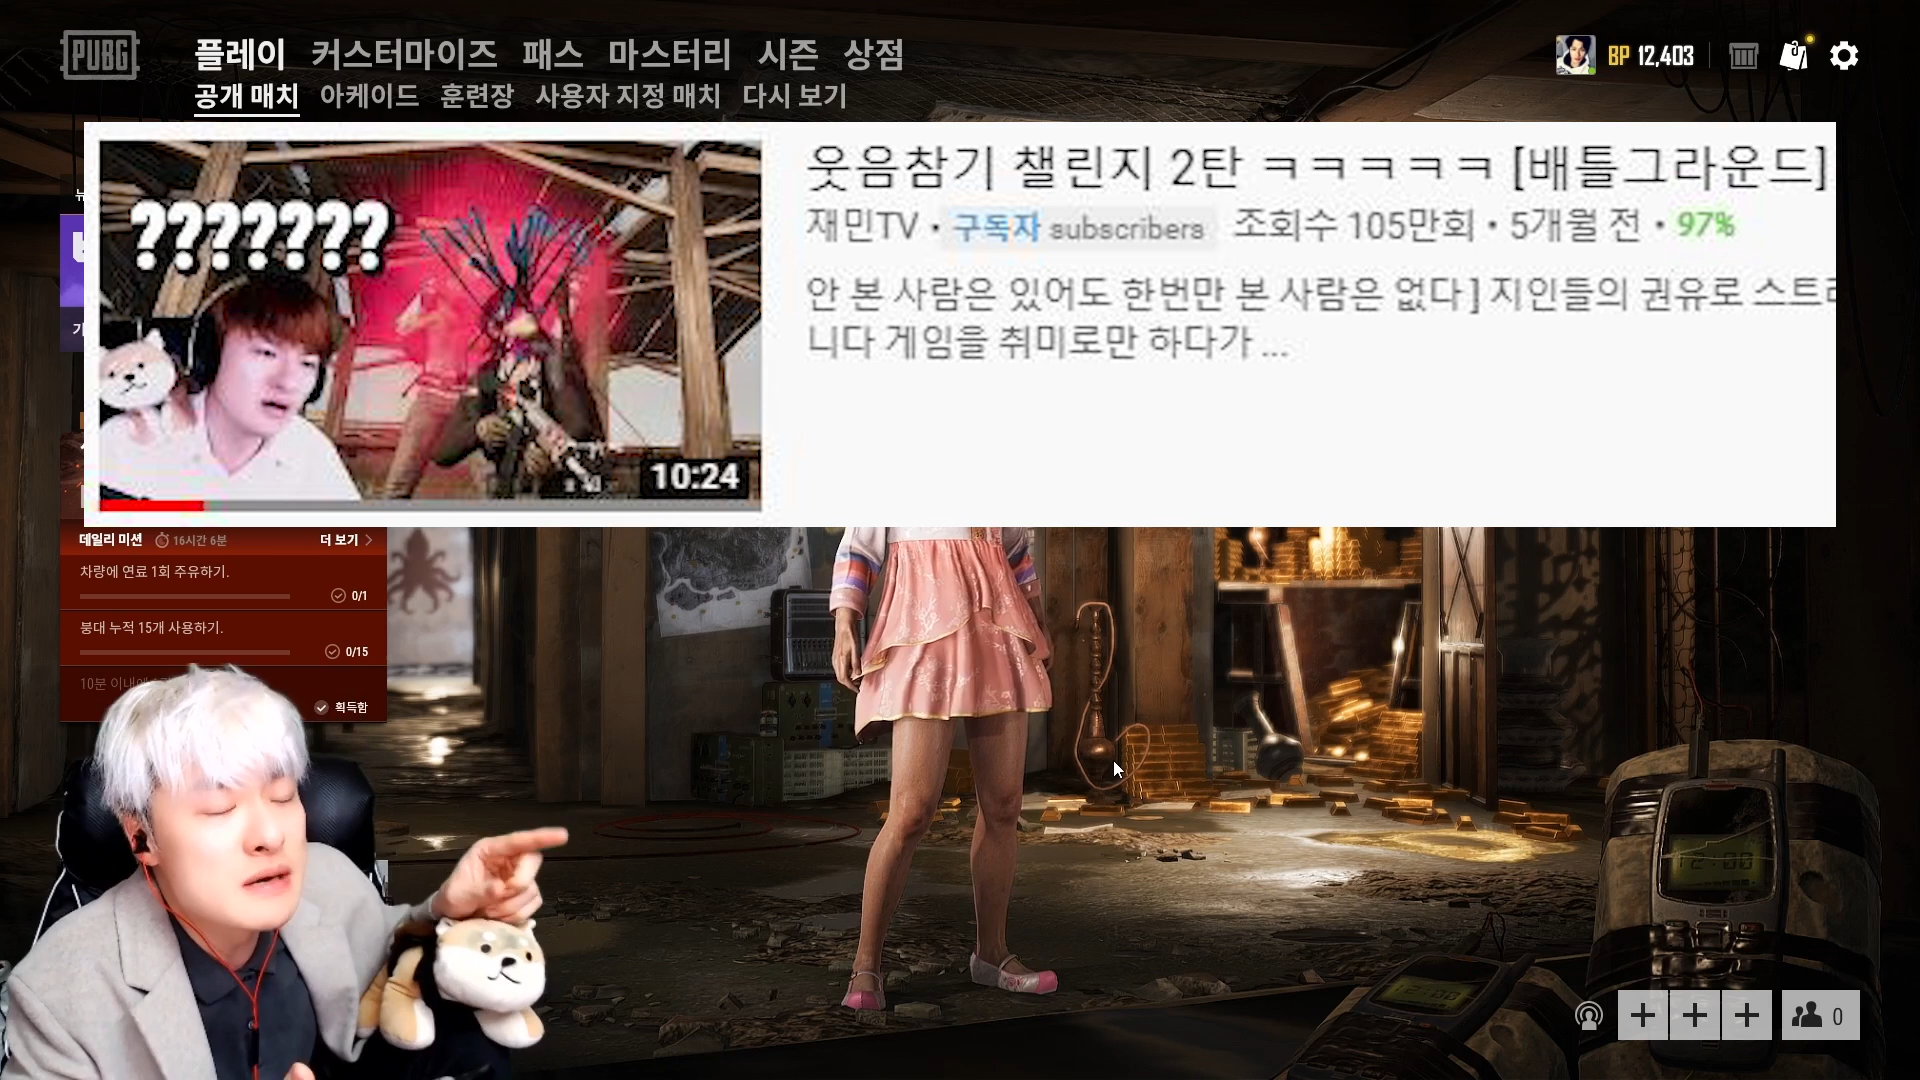 PUBG
플레이 커스터마이즈 패스 마스터리 시즌 상점
BP 12,403
공개 매치 아케이드 훈련장 사용자 지정 매치 다시 보기
???????
10:24
웃음참기 챌린지 2탄 ㅋㅋㅋㅋㅋ [배틀그라운드]
재민TV • 구독자 subscribers 조회수 105만회 • 5개월 전 • 97%
안 본 사람은 있어도 한번만 본 사람은 없다] 지인들의 권유로
니다 게임을 취미로만 하다가 ...
데일리 미션 16시간 6분 더 보기
차량에 연료 1회 주유하기.
0/1
붕대 누적 15개 사용하기.
0/15
10분 이내에
획득함
12:00
0